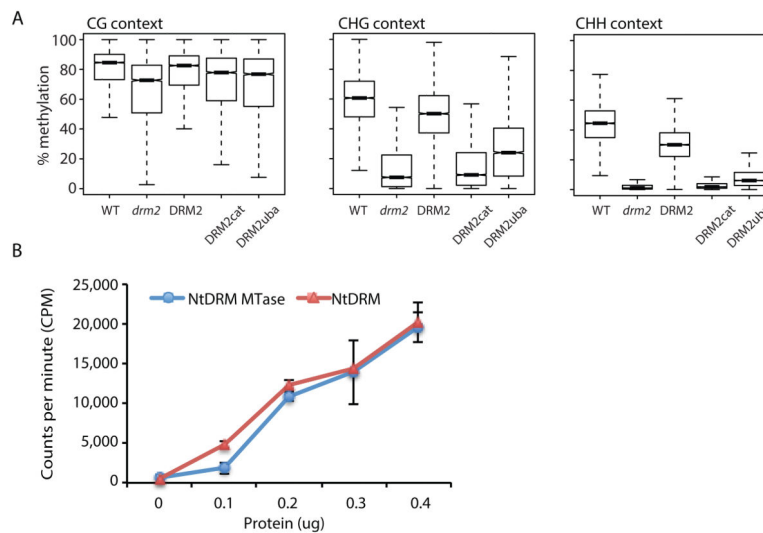 A
CG context
CHG context
CHH context
% methylation
100
80
60
40
20
0
WT
drm2
DRM2
DRM2cat
DRM2uba
WT
drm2
DRM2
DRM2cat
DRM2uba
WT
drm2
DRM2
DRM2cat
DRM2uba
B
NtDRM MTase
NtDRM
Counts per minute (CPM)
25,000
20,000
15,000
10,000
5,000
0
0 0.1 0.2 0.3 0.4
Protein (ug)